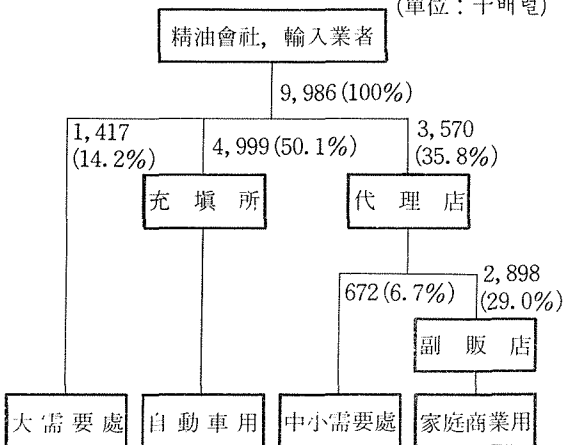 (單位 : 千배럴)
精油會社, 輸入業者
9,986(100%)
1,417
(14.2%)
4,999(50.1%)
3,570
(35.8%)
充塡所
代理店
672(6.7%)
2,898
(29.0%)
副販店
大需要處
自動車用
中小需要處
家庭商業用